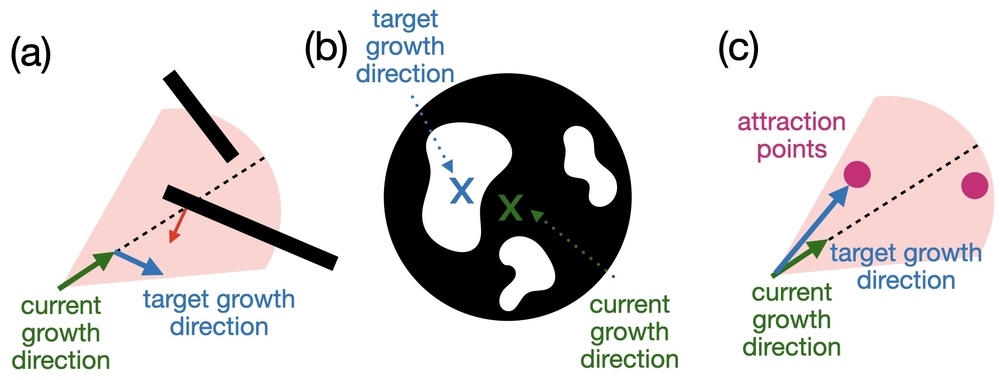 (a)
current
growth
direction
target growth
direction
(b)
target
growth
direction
X
X
current
growth
direction
(c)
attraction
points
target growth
direction
current
growth
direction